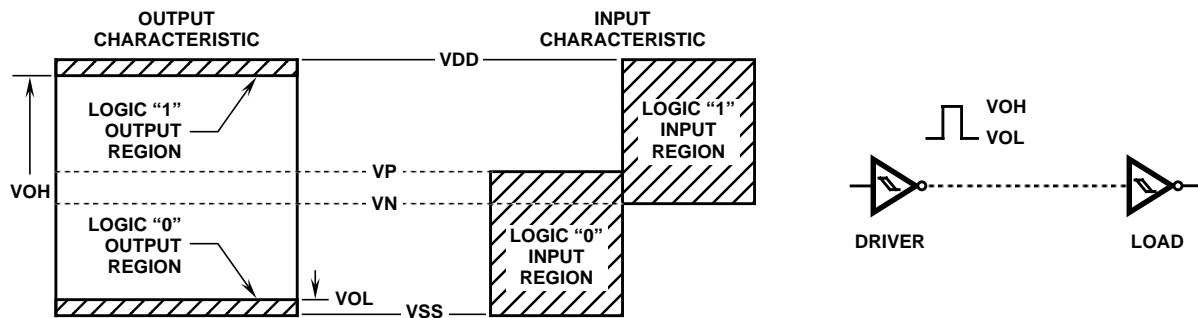 OUTPUT
CHARACTERISTIC
INPUT
CHARACTERISTIC
VDD
LOGIC “1”
OUTPUT
REGION
LOGIC “1”
INPUT
REGION
VOH
VP
VN
LOGIC “0”
OUTPUT
REGION
LOGIC “0”
INPUT
REGION
VOL
VSS
VOH
VOL
DRIVER
LOAD